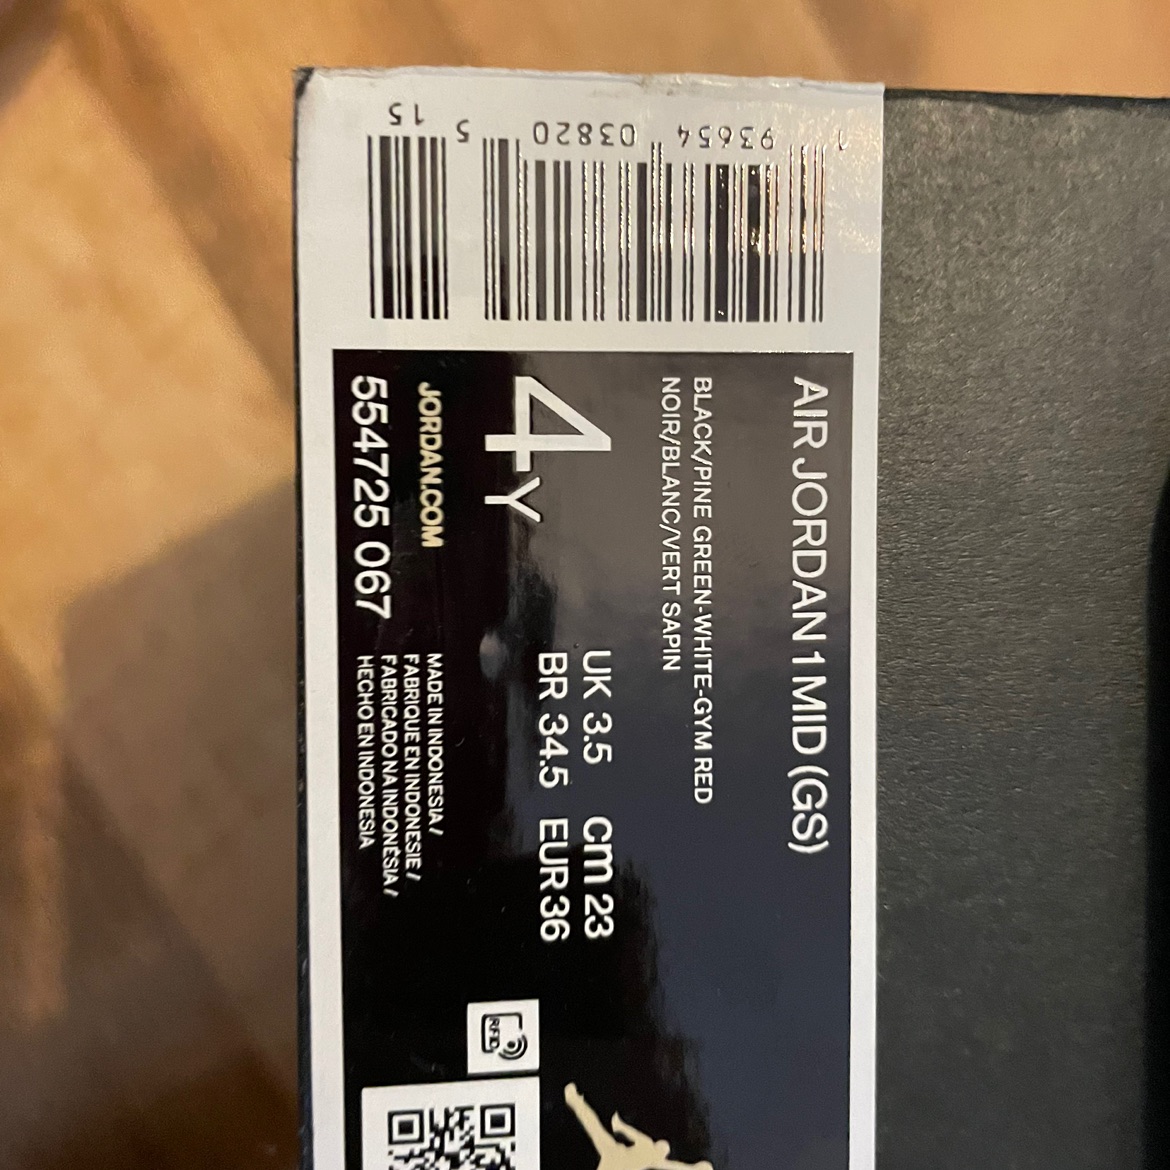 AIR JORDAN 1 MID (GS)
BLACK/PINE GREEN-WHITE-GYM RED
NOIR/BLANC/VERT SAPIN
4Y
UK 3.5 cm 23
BR 34.5 EUR 36
JORDAN.COM
554725 067
MADE IN INDONESIA /
FABRIQUE EN INDONESIE /
FABRICADO NA INDONÉSIA /
HECHO EN INDONESIA
RFID
1 93654 03820 5 15